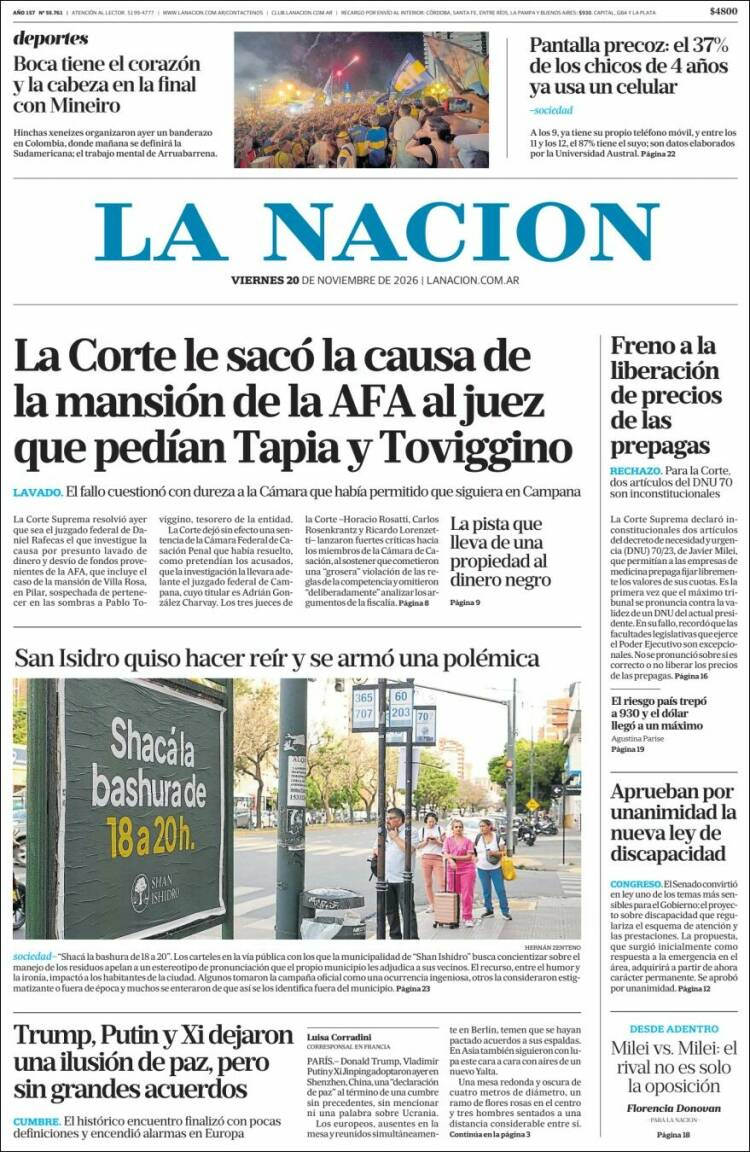 AÑO 157 Nº 55.761 | ATENCIÓN AL LECTOR: 5199-4777 | WWW.LANACION.COM.AR/CONTACTENOS | CLUB.LANACION.COM.AR | RECARGO POR ENVÍO AL INTERIOR: CÓRDOBA, SANTA FE, ENTRE RÍOS, LA PAMPA Y BUENOS AIRES: $930. CAPITAL, GBA Y LA PLATA
$4800
deportes
Boca tiene el corazón
y la cabeza en la final
con Mineiro
Hinchas xeneizes organizaron ayer un banderazo
en Colombia, donde mañana se definirá la
Sudamericana; el trabajo mental de Arruabarrena.
Pantalla precoz: el 37%
de los chicos de 4 años
ya usa un celular
–sociedad
A los 9, ya tiene su propio teléfono móvil, y entre los
11 y los 12, el 87% tiene el suyo; son datos elaborados
por la Universidad Austral. Página 22
LA NACION
VIERNES 20 DE NOVIEMBRE DE 2026 | LANACION.COM.AR
La Corte le sacó la causa de
la mansión de la AFA al juez
que pedían Tapia y Toviggino
LAVADO. El fallo cuestionó con dureza a la Cámara que había permitido que siguiera en Campana
La Corte Suprema resolvió ayer
que sea el juzgado federal de Da-
niel Rafecas el que investigue la
causa por presunto lavado de
dinero y desvío de fondos prove-
nientes de la AFA, que incluye el
caso de la mansión de Villa Rosa,
en Pilar, sospechada de pertene-
cer en las sombras a Pablo To-
viggino, tesorero de la entidad.
La Corte dejó sin efecto una sen-
tencia de la Cámara Federal de Ca-
sación Penal que había resuelto,
como pretendían los acusados,
que la investigación la llevara ade-
lante el juzgado federal de Cam-
pana, cuyo titular es Adrián Gon-
zález Charvay. Los tres jueces de
la Corte –Horacio Rosatti, Carlos
Rosenkrantz y Ricardo Lorenzet-
ti– lanzaron fuertes críticas hacia
los miembros de la Cámara de Ca-
sación, al sostener que cometieron
una "grosera" violación de las re-
glas de la competencia y omitieron
"deliberadamente" analizar los ar-
gumentos de la fiscalía. Página 8
La pista que
lleva de una
propiedad al
dinero negro
Página 9
Freno a la
liberación
de precios
de las
prepagas
RECHAZO. Para la Corte,
dos artículos del DNU 70
son inconstitucionales
La Corte Suprema declaró in-
constitucionales dos artículos
del decreto de necesidad y urgen-
cia (DNU) 70/23, de Javier Milei,
que permitían a las empresas de
medicina prepaga fijar libremen-
te los valores de sus cuotas. Es la
primera vez que el máximo tri-
bunal se pronuncia contra la va-
lidez de un DNU del actual presi-
dente. En su fallo, recordó que las
facultades legislativas que ejerce
el Poder Ejecutivo son excepcio-
nales. No se pronunció sobre si es
correcto o no liberar los precios
de las prepagas. Página 16
El riesgo país trepó
a 930 y el dólar
llegó a un máximo
Agustina Parise
Página 19
Aprueban por
unanimidad la
nueva ley de
discapacidad
CONGRESO. El Senado convirtió
en ley uno de los temas más sen-
sibles para el Gobierno: el proyec-
to sobre discapacidad que regu-
lariza el esquema de atención y
las prestaciones. La propuesta,
que surgió inicialmente como
respuesta a la emergencia en el
área, adquirirá a partir de ahora
carácter permanente. Se aprobó
por unanimidad. Página 12
DESDE ADENTRO
Milei vs. Milei: el
rival no es solo
la oposición
Florencia Donovan
–PARA LA NACION–
Página 18
San Isidro quiso hacer reír y se armó una polémica
Shacá la
bashura de
18 a 20h.
SHAN
ISHIDRO
365
707
60
203
707
HERNÁN ZENTENO
sociedad– "Shacá la bashura de 18 a 20". Los carteles en la vía pública con los que la municipalidad de "Shan Ishidro" busca concientizar sobre el
manejo de los residuos apelan a un estereotipo de pronunciación que el propio municipio les adjudica a sus vecinos. El recurso, entre el humor y
la ironía, impactó a los habitantes de la ciudad. Algunos tomaron la campaña oficial como una ocurrencia ingeniosa, otros la consideraron estig-
matizante o fuera de época y muchos se enteraron de que así se los identifica fuera del municipio. Página 23
Trump, Putin y Xi dejaron
una ilusión de paz, pero
sin grandes acuerdos
CUMBRE. El histórico encuentro finalizó con pocas
definiciones y encendió alarmas en Europa
Luisa Corradini
CORRESPONSAL EN FRANCIA
PARÍS.– Donald Trump, Vladimir
Putin y Xi Jinping adoptaron ayer en
Shenzhen, China, una "declaración
de paz" al término de una cumbre
sin precedentes, sin mencionar
ni una palabra sobre Ucrania.
Los europeos, ausentes en la
mesa y reunidos simultáneamen-
te en Berlín, temen que se hayan
pactado acuerdos a sus espaldas.
En Asia también siguieron con lu-
pa este cara a cara con aires de un
nuevo Yalta.
Una mesa redonda y oscura de
cuatro metros de diámetro, un
ramo de flores rosas en el centro
y tres hombres sentados a una
distancia considerable entre sí.
Continúa en la página 3